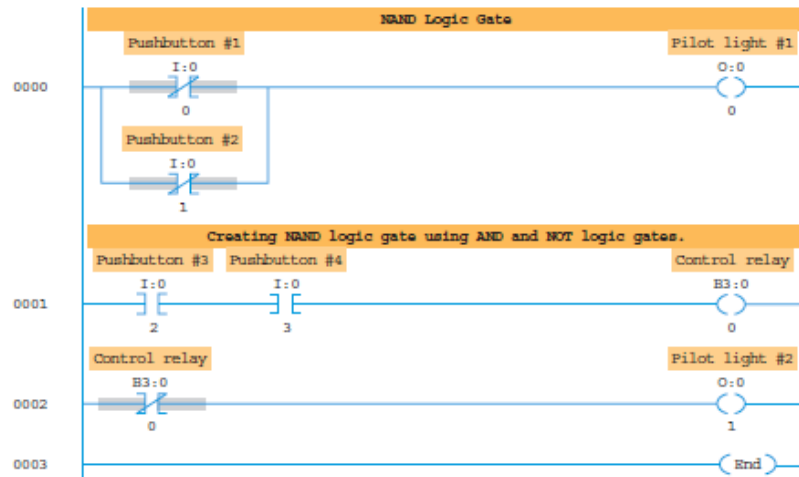 NAND Logic Gate
Pushbutton #1 Pilot light #1
I:0 O:0
0000
0 0
Pushbutton #2
I:0
1
Creating NAND logic gate using AND and NOT logic gates.
Pushbutton #3 Pushbutton #4 Control relay
I:0 I:0 B3:0
0001
2 3 0
Control relay Pilot light #2
B3:0 O:0
0002
0 1
0003 End